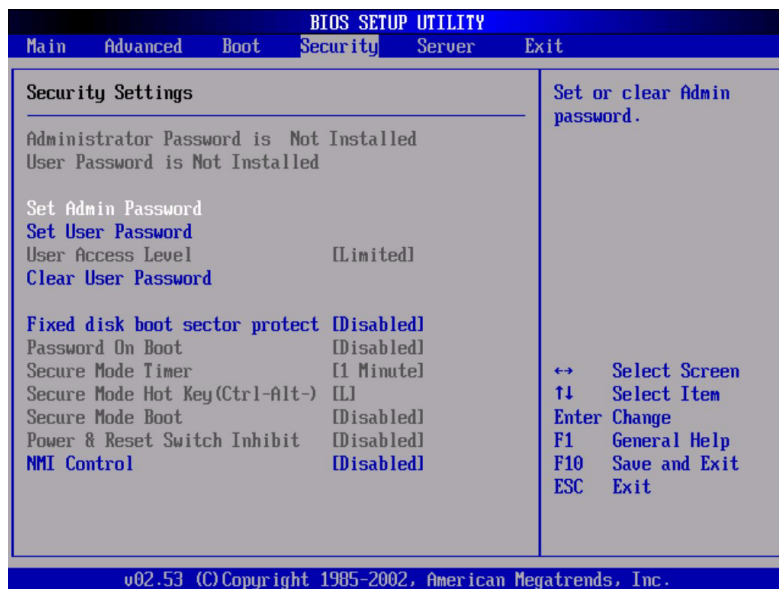 BIOS SETUP UTILITY
Main Advanced Boot Security Server Exit
Security Settings
Administrator Password is Not Installed
User Password is Not Installed
Set Admin Password
Set User Password
User Access Level [Limited]
Clear User Password
Fixed disk boot sector protect [Disabled]
Password On Boot [Disabled]
Secure Mode Timer [1 Minute]
Secure Mode Hot Key(Ctrl-Alt-) [L]
Secure Mode Boot [Disabled]
Power & Reset Switch Inhibit [Disabled]
NMI Control [Disabled]
Set or clear Admin
password.
↔ Select Screen
↑↓ Select Item
Enter Change
F1 General Help
F10 Save and Exit
ESC Exit
v02.53 (C)Copyright 1985-2002, American Megatrends, Inc.